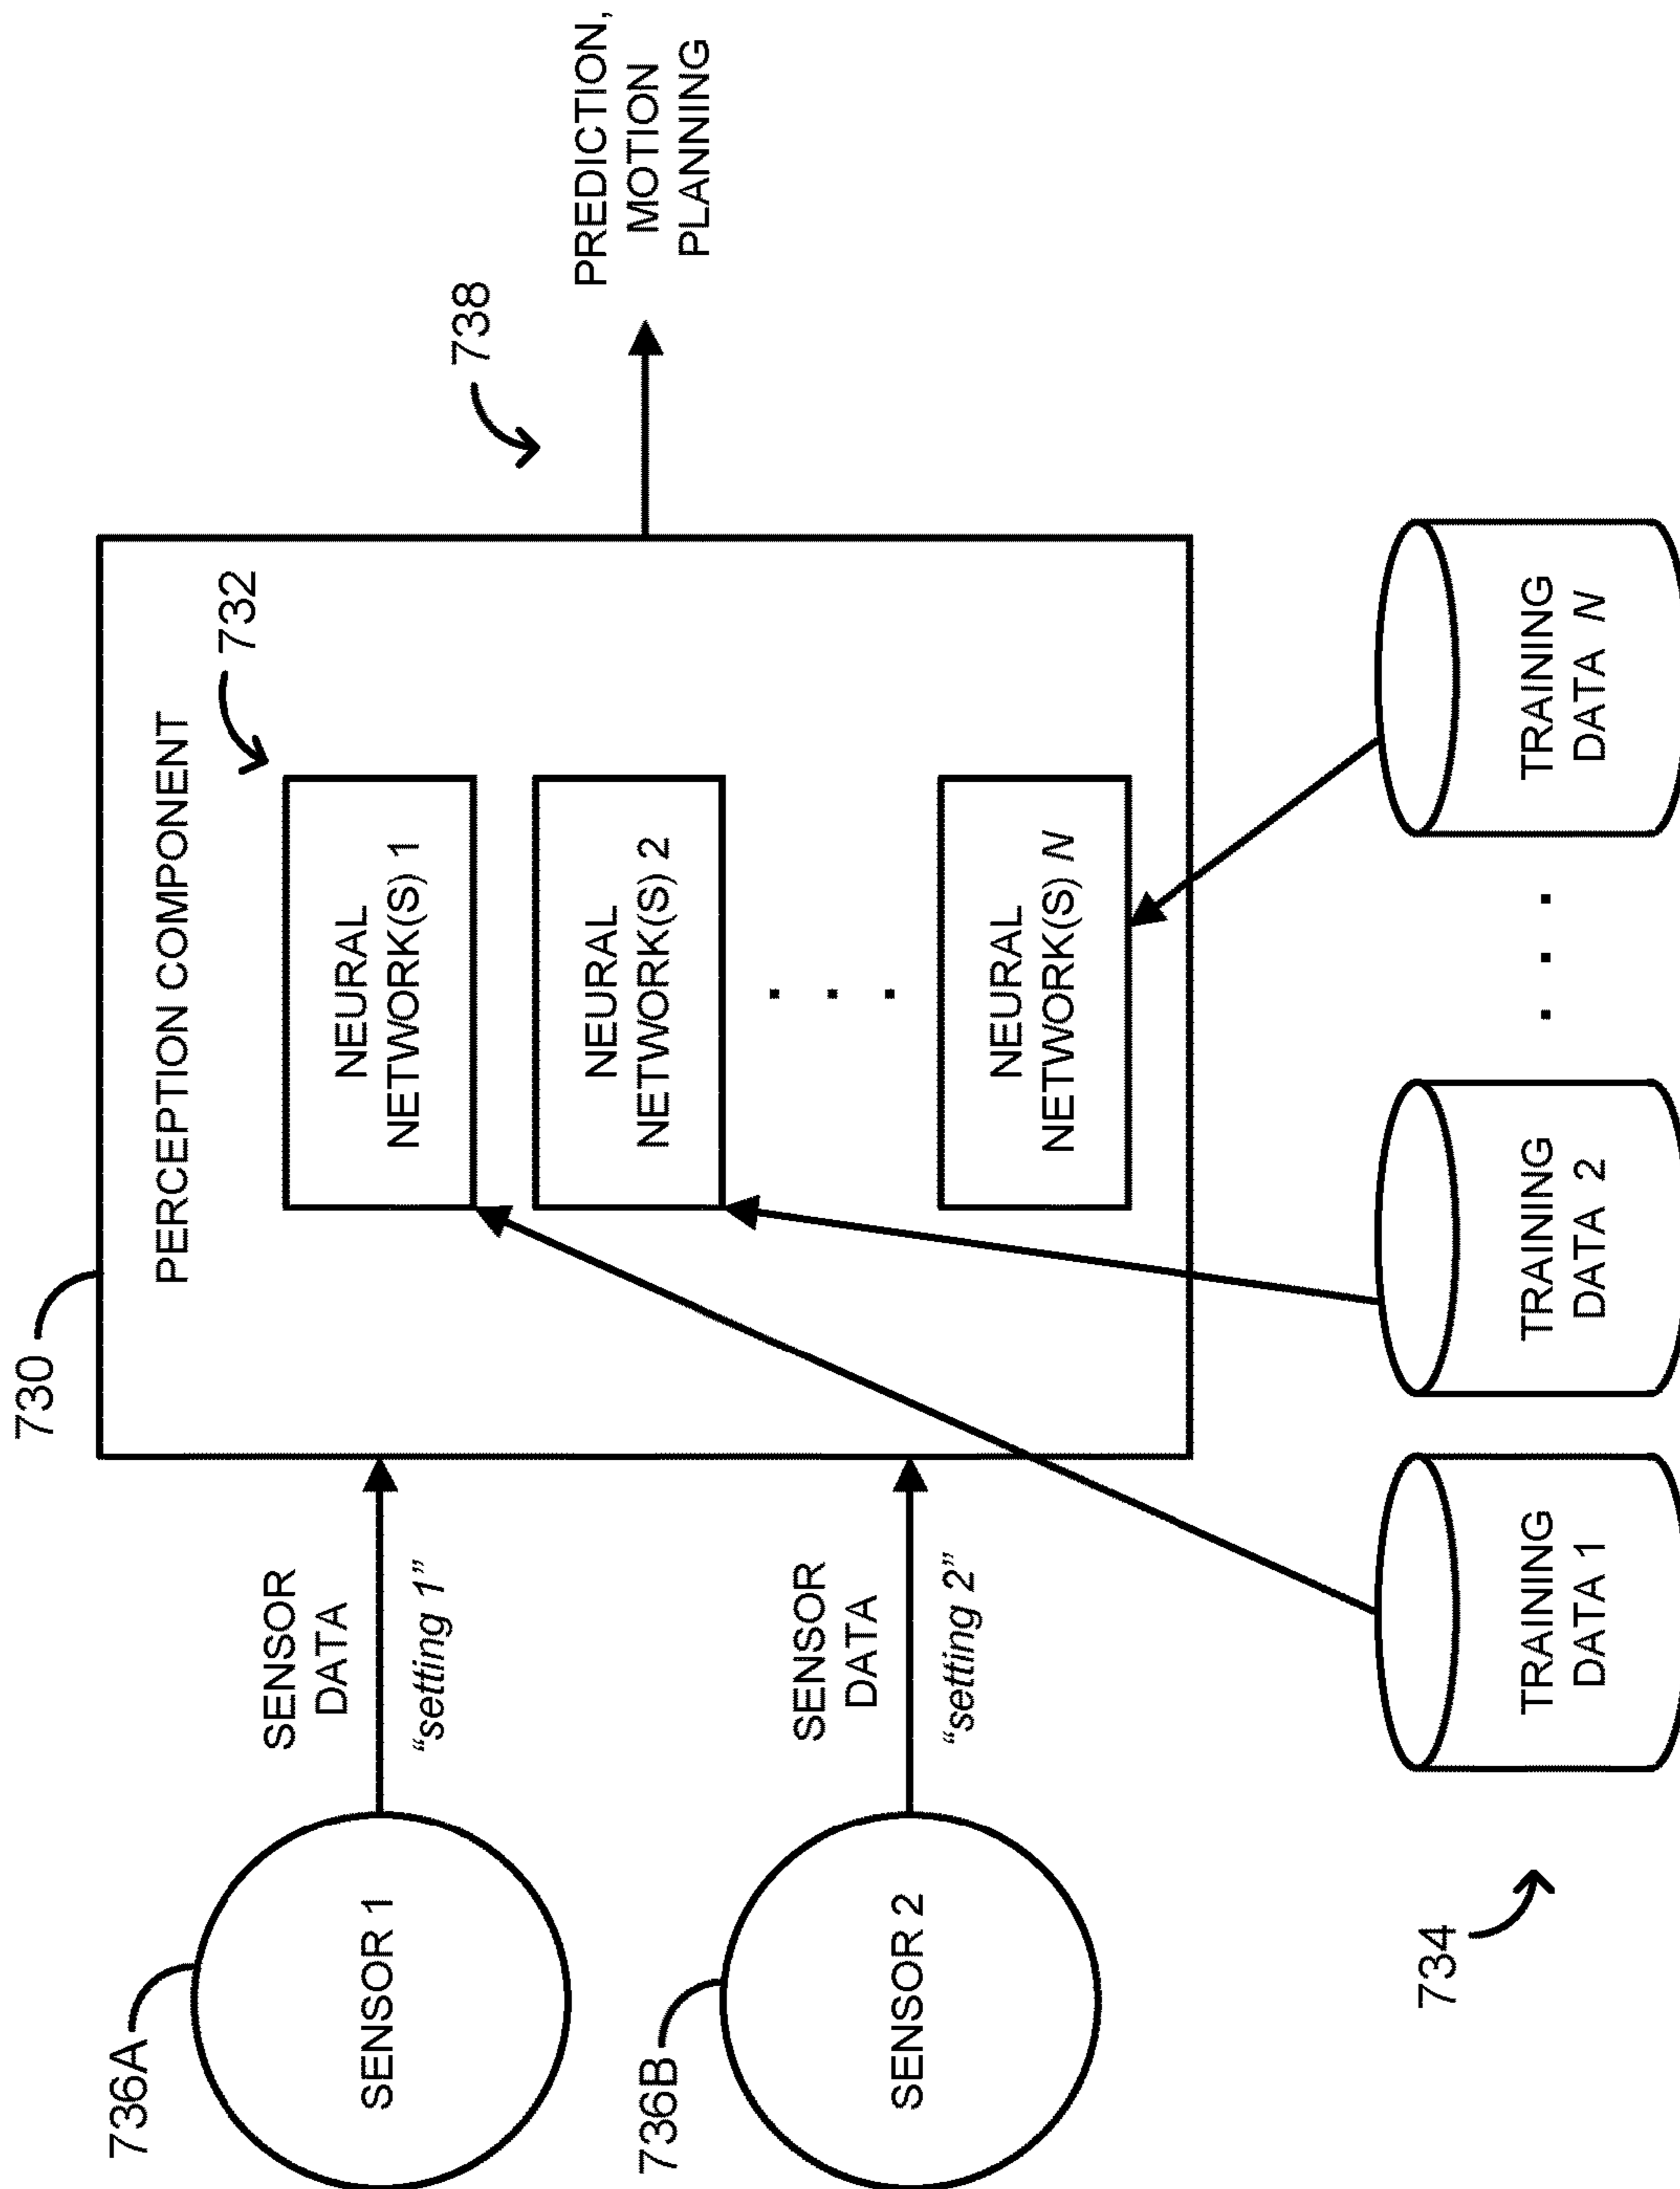 730
PERCEPTION COMPONENT
732
NEURAL
NETWORK(S) 1
NEURAL
NETWORK(S) 2
. . .
NEURAL
NETWORK(S) N
736A
SENSOR 1
SENSOR
DATA
“setting 1”
736B
SENSOR 2
SENSOR
DATA
“setting 2”
738
PREDICTION,
MOTION
PLANNING
734
TRAINING
DATA 1
TRAINING
DATA 2
. . .
TRAINING
DATA N